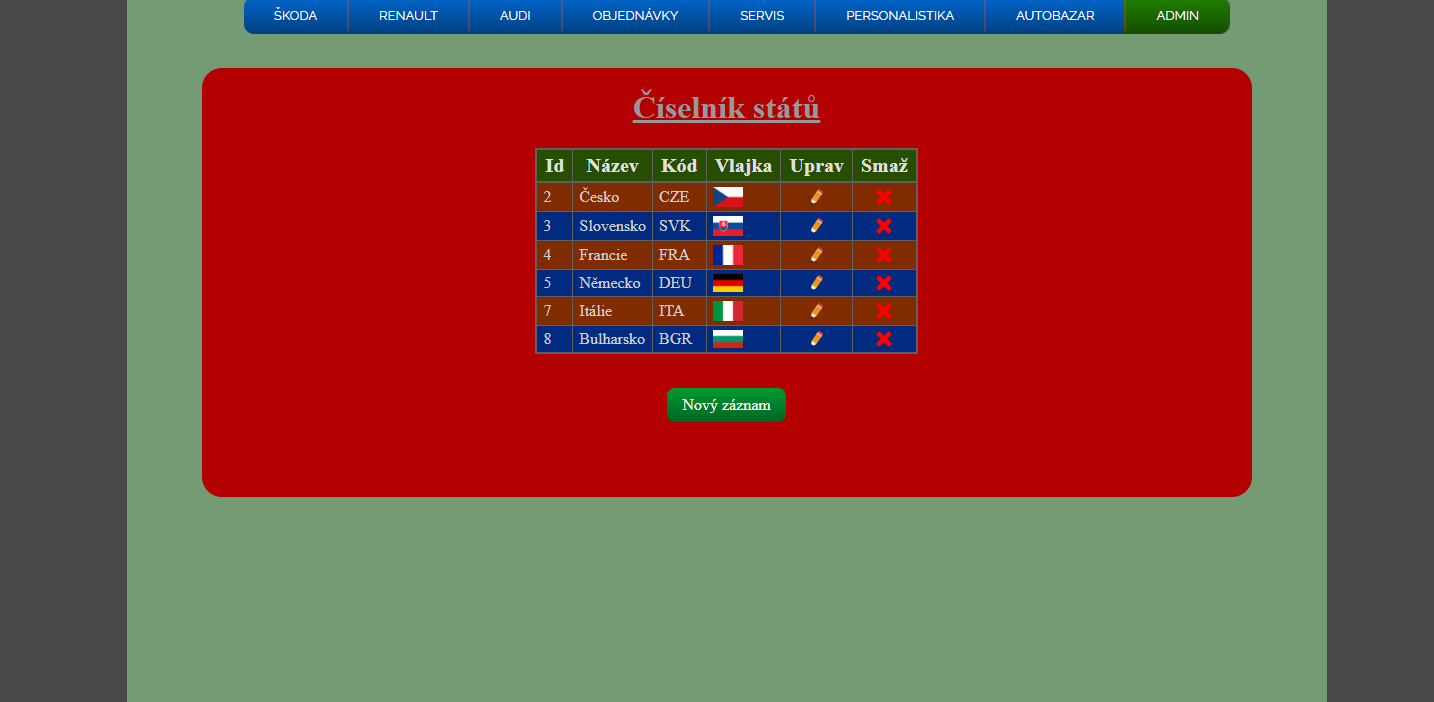 ŠKODA RENAULT AUDI OBJEDNÁVKY SERVIS PERSONALISTIKA AUTOBAZAR ADMIN
Číselník států
Id Název Kód Vlajka Uprav Smaž
2 Česko CZE
3 Slovensko SVK
4 Francie FRA
5 Německo DEU
7 Itálie ITA
8 Bulharsko BGR
Nový záznam